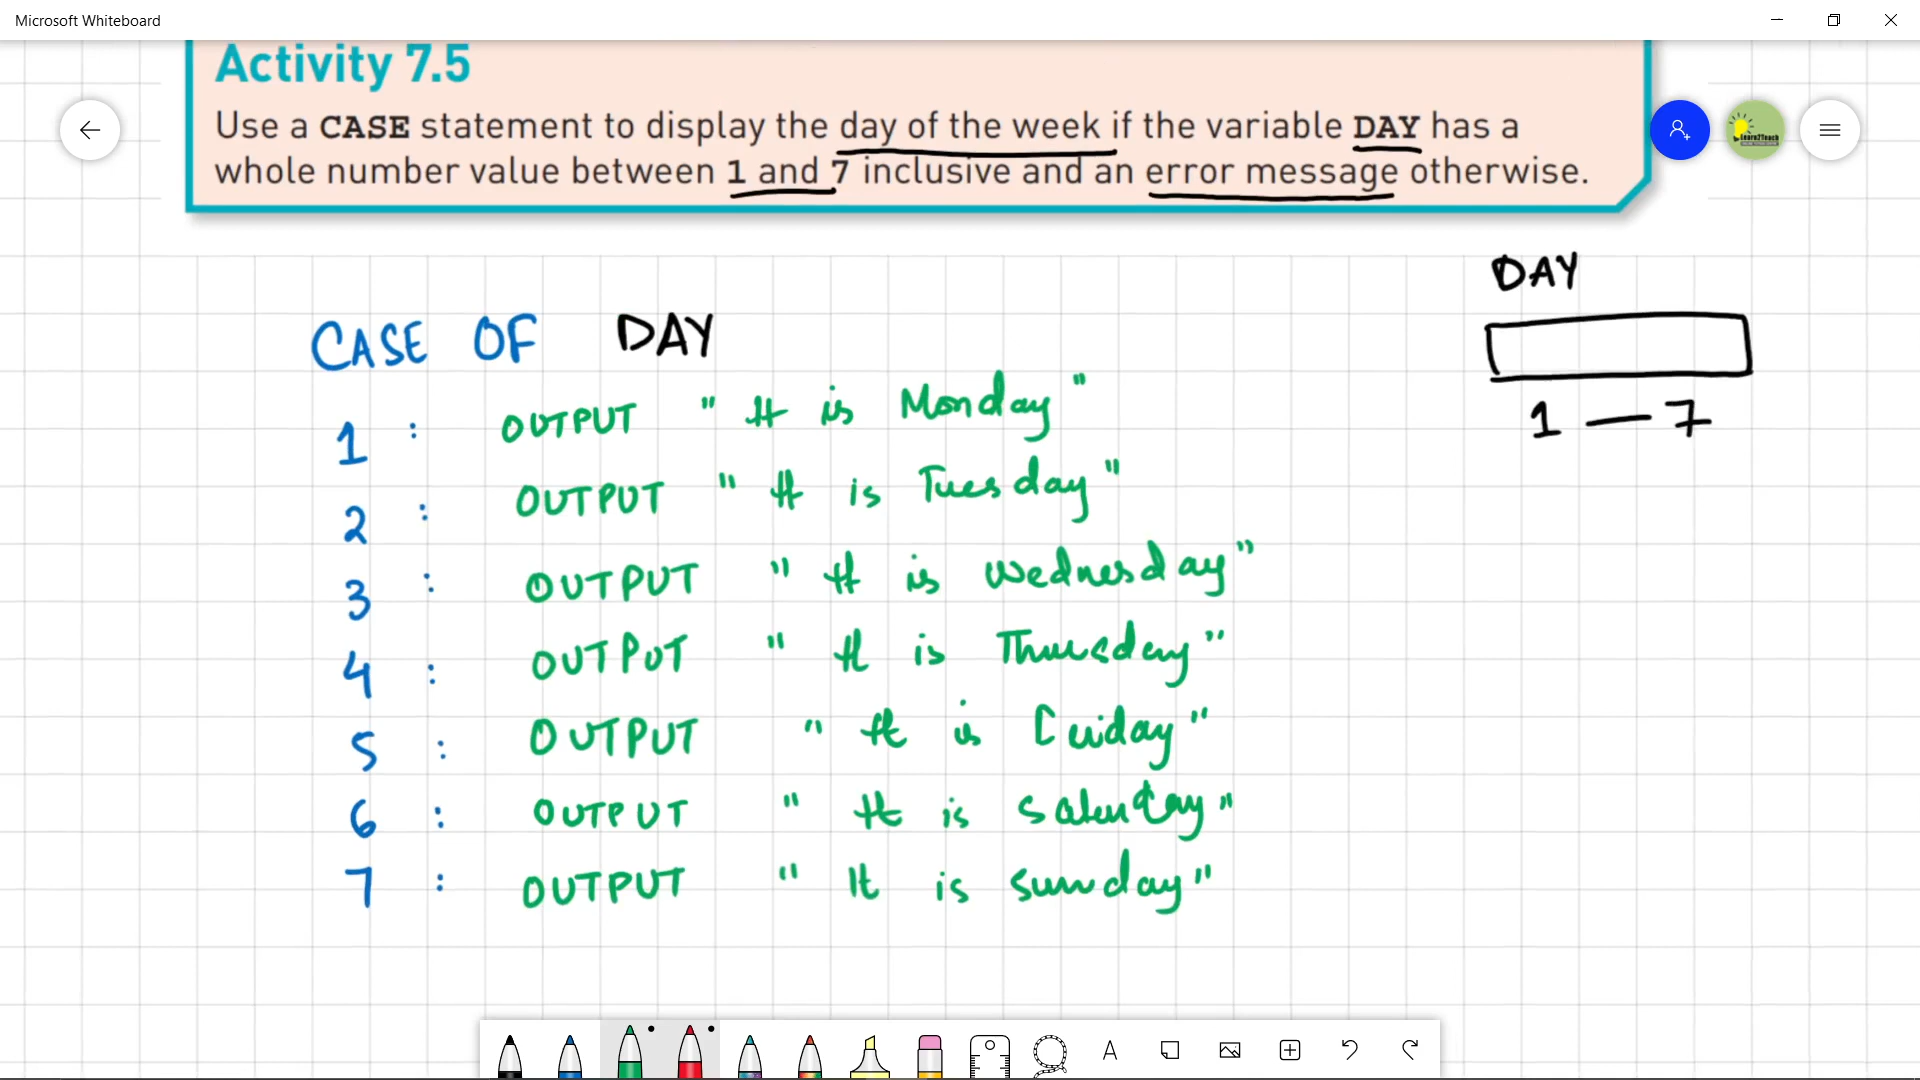 Microsoft Whiteboard
Activity 7.5
Use a CASE statement to display the day of the week if the variable DAY has a
whole number value between 1 and 7 inclusive and an error message otherwise.
Learn2Teach
DAY
1 — 7
CASE OF DAY
1 : OUTPUT "It is Monday"
2 : OUTPUT "It is Tuesday"
3 : OUTPUT "It is Wednesday"
4 : OUTPUT "It is Thursday"
5 : OUTPUT "It is Friday"
6 : OUTPUT "It is Saturday"
7 : OUTPUT "It is Sunday"
A